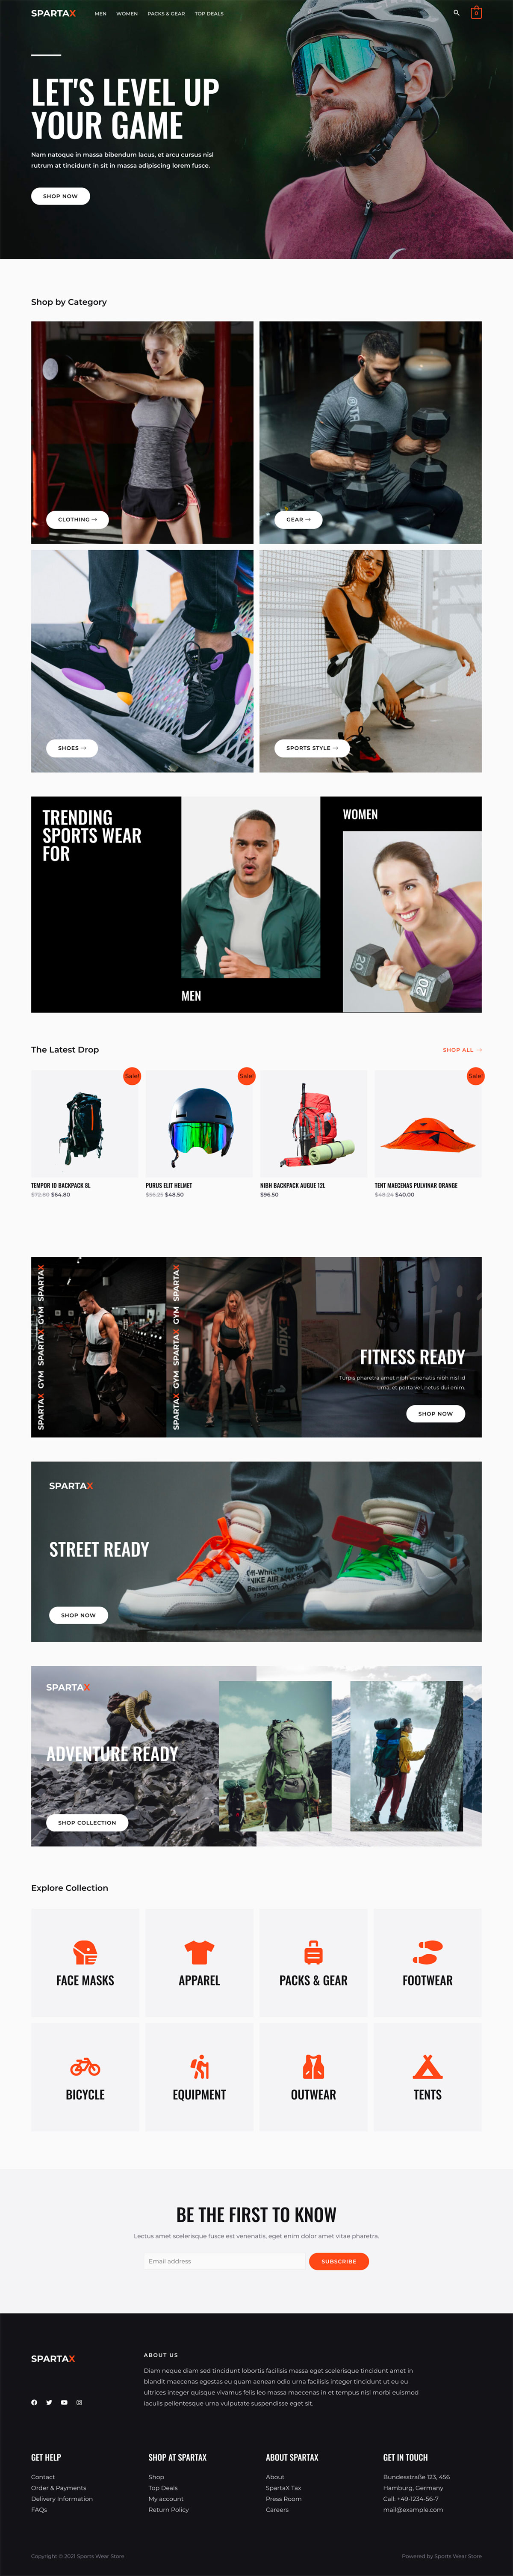 SPARTAX
MEN WOMEN PACKS & GEAR TOP DEALS
0
LET'S LEVEL UP
YOUR GAME
Nam natoque in massa bibendum lacus, et arcu cursus nisl
rutrum at tincidunt in sit in massa adipiscing lorem fusce.
SHOP NOW
Shop by Category
CLOTHING →
GEAR →
SHOES →
SPORTS STYLE →
TRENDING
SPORTS WEAR
FOR
MEN
WOMEN
20
20
The Latest Drop
SHOP ALL →
Sale!
Sale!
Sale!
TEMPOR ID BACKPACK 8L
$72.80 $64.80
PURUS ELIT HELMET
$56.25 $48.50
NIBH BACKPACK AUGUE 12L
$96.50
TENT MAECENAS PULVINAR ORANGE
$48.24 $40.00
SPARTAX GYM SPARTAX GYM SPARTAX
SPARTAX GYM SPARTAX GYM SPARTAX
FITNESS READY
Turpis pharetra amet nibh venenatis nibh nisl id
urna, et porta vel, netus dui enim.
SHOP NOW
SPARTAX
STREET READY
SHOP NOW
Off-White™ for NIKE
"NIKE AIR MAX
Beaverton, Oregon
SPARTAX
ADVENTURE READY
SHOP COLLECTION
Explore Collection
FACE MASKS
APPAREL
PACKS & GEAR
FOOTWEAR
BICYCLE
EQUIPMENT
OUTWEAR
TENTS
BE THE FIRST TO KNOW
Lectus amet scelerisque fusce est venenatis, eget enim dolor amet vitae pharetra.
Email address
SUBSCRIBE
SPARTAX
ABOUT US
Diam neque diam sed tincidunt lobortis facilisis massa eget scelerisque tincidunt amet in
blandit maecenas egestas eu quam aenean odio urna facilisis integer tincidunt ut eu eu
ultrices integer quisque vivamus felis leo massa maecenas in et tempus nisl morbi euismod
iaculis pellentesque urna vulputate suspendisse eget sit.
GET HELP
Contact
Order & Payments
Delivery Information
FAQs
SHOP AT SPARTAX
Shop
Top Deals
My account
Return Policy
ABOUT SPARTAX
About
SpartaX Tax
Press Room
Careers
GET IN TOUCH
Bundesstraße 123, 456
Hamburg, Germany
Call: +49-1234-56-7
mail@example.com
Copyright © 2021 Sports Wear Store
Powered by Sports Wear Store